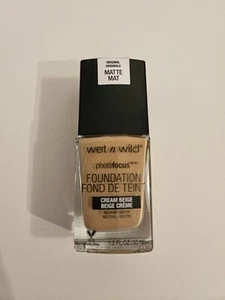 ORIGINAL
MATTE
MAT
wet n wild
photofocus
FOUNDATION
FOND DE TEINT
CREAM BEIGE
BEIGE CRÈME